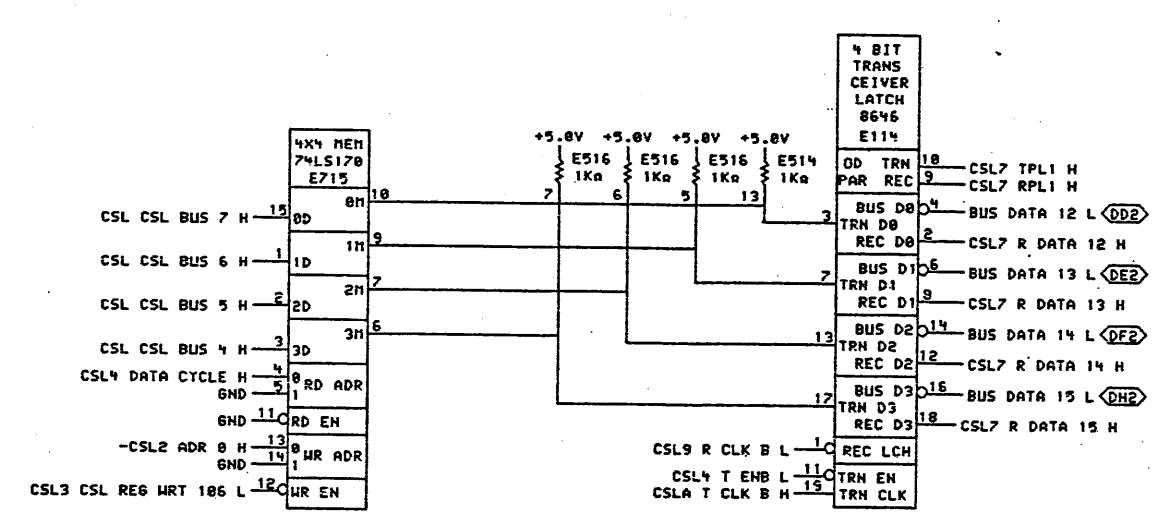 4X4 MEM
74LS170
E715
CSL CSL BUS 7 H 15 0D 0M 10
CSL CSL BUS 6 H 1 1D 1M 9
CSL CSL BUS 5 H 2 2D 2M 7
CSL CSL BUS 4 H 3 3D 3M 6
CSL4 DATA CYCLE H 4 0
GND 5 1
RD ADR
GND 11 RD EN
-CSL2 ADR 0 H 13 0
GND 14 1
WR ADR
CSL3 CSL REG WRT 106 L 12 WR EN
+5.0V +5.0V +5.0V +5.0V
E516 E516 E516 E514
1KΩ 1KΩ 1KΩ 1KΩ
7 6 5 13
4 BIT
TRANS
CEIVER
LATCH
8646
E114
OD TRN 10 CSL7 TPL1 H
PAR REC 9 CSL7 RPL1 H
BUS D0 4 BUS DATA 12 L DD2
3 TRN D0
REC D0 2 CSL7 R DATA 12 H
BUS D1 6 BUS DATA 13 L DE2
7 TRN D1
REC D1 9 CSL7 R DATA 13 H
BUS D2 14 BUS DATA 14 L DF2
13 TRN D2
REC D2 12 CSL7 R DATA 14 H
BUS D3 16 BUS DATA 15 L DH2
17 TRN D3
REC D3 18 CSL7 R DATA 15 H
CSL9 R CLK B L 1 REC LCH
CSL4 T ENB L 11 TRN EN
CSLA T CLK B H 19 TRN CLK